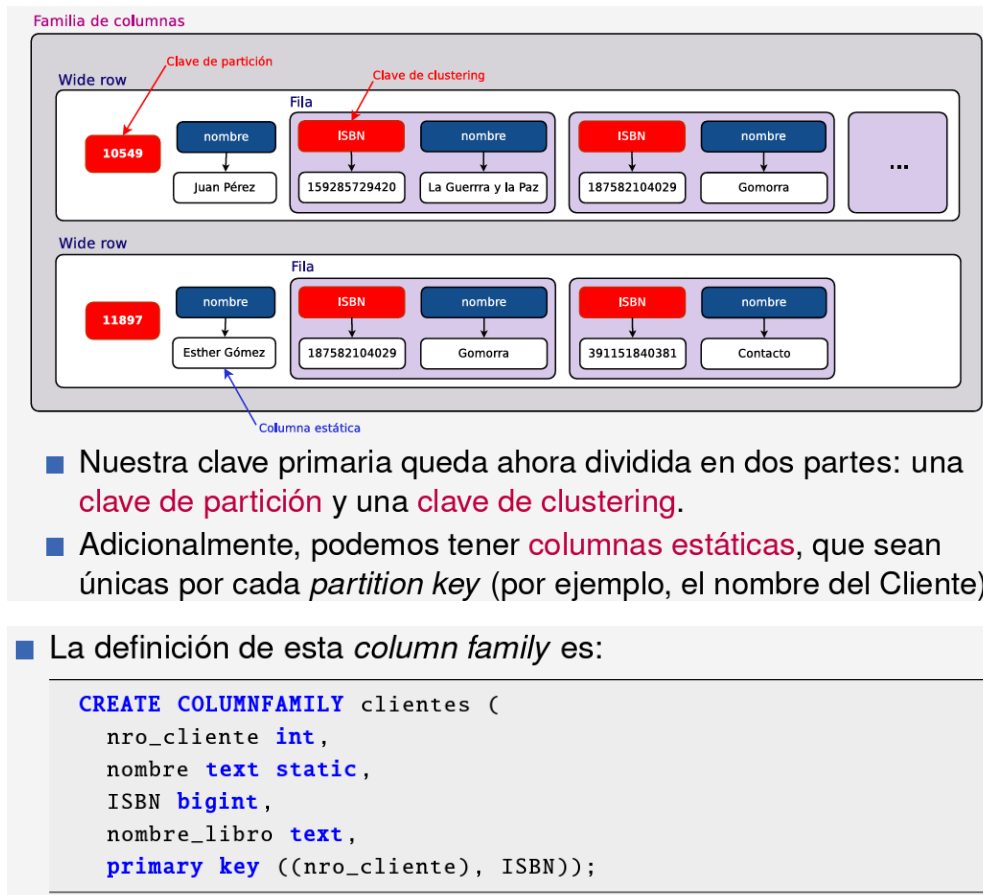 Familia de columnas
Clave de partición
Clave de clustering
Wide row
Fila
10549
nombre
ISBN
nombre
ISBN
nombre
...
Juan Pérez
159285729420
La Guerrra y la Paz
187582104029
Gomorra
Wide row
Fila
11897
nombre
ISBN
nombre
ISBN
nombre
Esther Gómez
187582104029
Gomorra
391151840381
Contacto
Columna estática
Nuestra clave primaria queda ahora dividida en dos partes: una
clave de partición y una clave de clustering.
Adicionalmente, podemos tener columnas estáticas, que sean
únicas por cada partition key (por ejemplo, el nombre del Cliente)
La definición de esta column family es:
CREATE COLUMNFAMILY clientes (
nro_cliente int,
nombre text static,
ISBN bigint,
nombre_libro text,
primary key ((nro_cliente), ISBN));